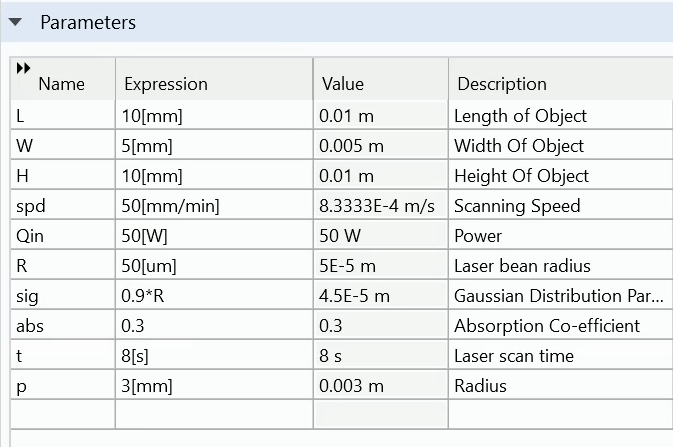 Parameters
Name Expression Value Description
L 10[mm] 0.01 m Length of Object
W 5[mm] 0.005 m Width Of Object
H 10[mm] 0.01 m Height Of Object
spd 50[mm/min] 8.3333E-4 m/s Scanning Speed
Qin 50[W] 50 W Power
R 50[um] 5E-5 m Laser bean radius
sig 0.9*R 4.5E-5 m Gaussian Distribution Par...
abs 0.3 0.3 Absorption Co-efficient
t 8[s] 8 s Laser scan time
p 3[mm] 0.003 m Radius